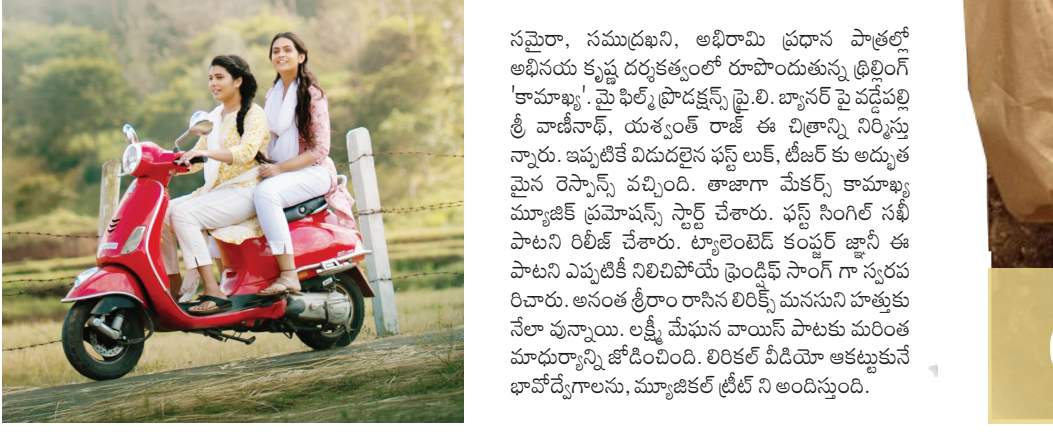 సమైరా, సముద్రఖని, అభిరామి ప్రధాన పాత్రల్లో
అభినయ కృష్ణ దర్శకత్వంలో రూపొందుతున్న థ్రిల్లింగ్
'కామాఖ్య'. మై ఫిల్మ్ ప్రొడక్షన్స్ ప్రై.లి. బ్యానర్ పై వడ్డేపల్లి
శ్రీ వాణీనాథ్, యశ్వంత్ రాజ్ ఈ చిత్రాన్ని నిర్మిస్తు
న్నారు. ఇప్పటికే విడుదలైన ఫస్ట్ లుక్, టీజర్ కు అద్భుత
మైన రెస్పాన్స్ వచ్చింది. తాజాగా మేకర్స్ కామాఖ్య
మ్యూజిక్ ప్రమోషన్స్ స్టార్ట్ చేశారు. ఫస్ట్ సింగిల్ సఖీ
పాటని రిలీజ్ చేశారు. ట్యాలెంటెడ్ కంప్జర్ జ్ఞానీ ఈ
పాటని ఎప్పటికీ నిలిచిపోయే ఫ్రెండ్షిఫ్ సాంగ్ గా స్వరప
రిచారు. అనంత శ్రీరాం రాసిన లిరిక్స్ మనసుని హత్తుకు
నేలా వున్నాయి. లక్ష్మీ మేఘన వాయిస్ పాటకు మరింత
మాధుర్యాన్ని జోడించింది. లిరికల్ వీడియో ఆకట్టుకునే
భావోద్వేగాలను, మ్యూజికల్ ట్రీట్ ని అందిస్తుంది.